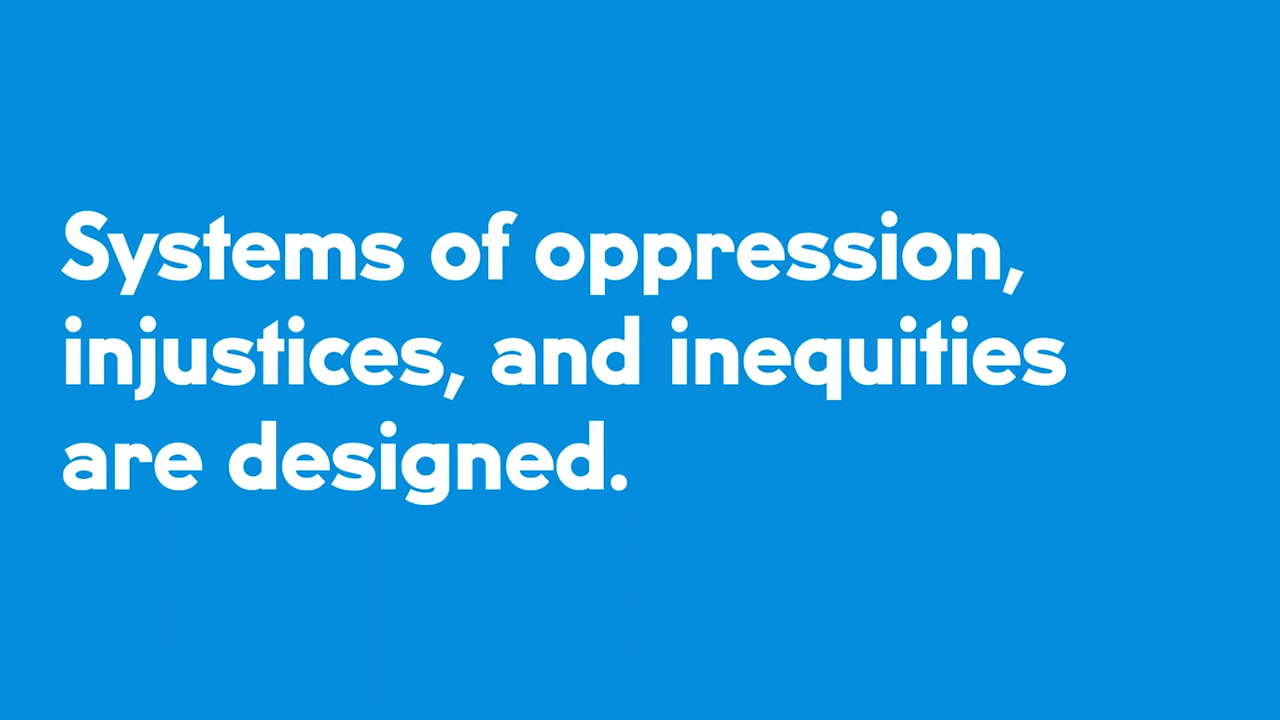 Systems of oppression,
injustices, and inequities
are designed.